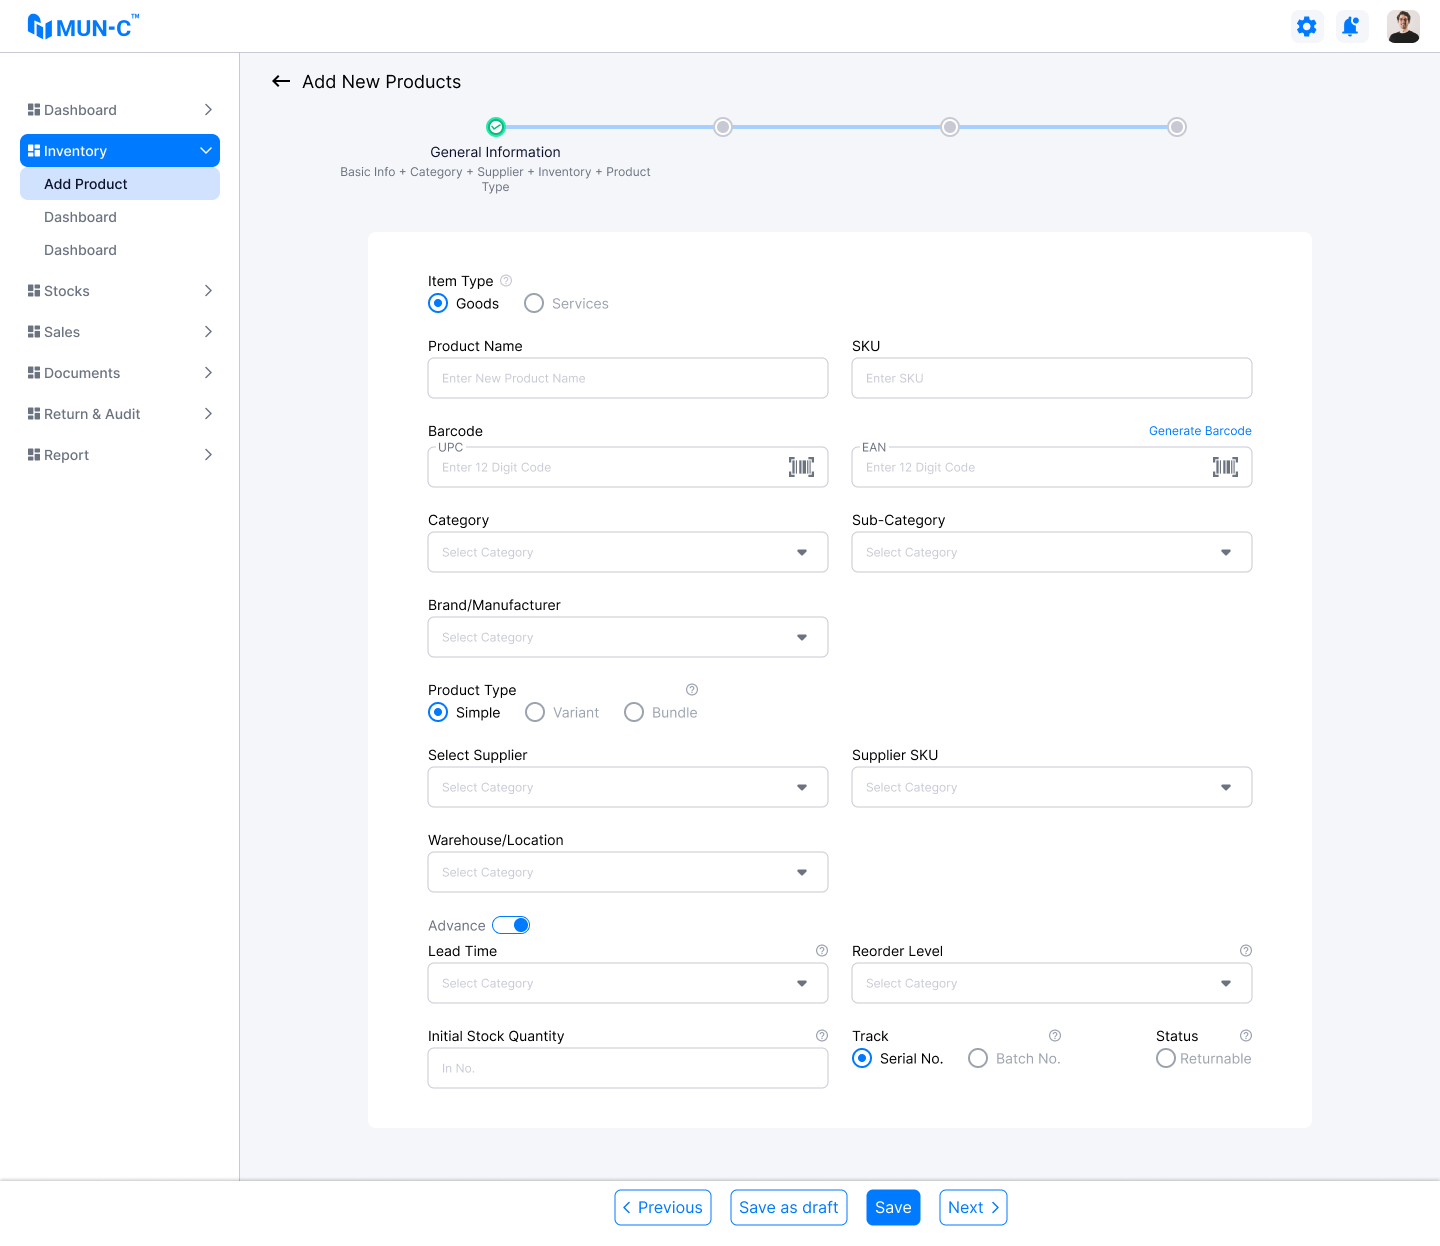 MUN-C™
Dashboard
Inventory
Add Product
Dashboard
Dashboard
Stocks
Sales
Documents
Return & Audit
Report
Add New Products
General Information
Basic Info + Category + Supplier + Inventory + Product
Type
Item Type
Goods Services
Product Name SKU
Enter New Product Name Enter SKU
Barcode Generate Barcode
UPC EAN
Enter 12 Digit Code Enter 12 Digit Code
Category Sub-Category
Select Category Select Category
Brand/Manufacturer
Select Category
Product Type
Simple Variant Bundle
Select Supplier Supplier SKU
Select Category Select Category
Warehouse/Location
Select Category
Advance
Lead Time Reorder Level
Select Category Select Category
Initial Stock Quantity Track Status
In No. Serial No. Batch No. Returnable
Previous Save as draft Save Next